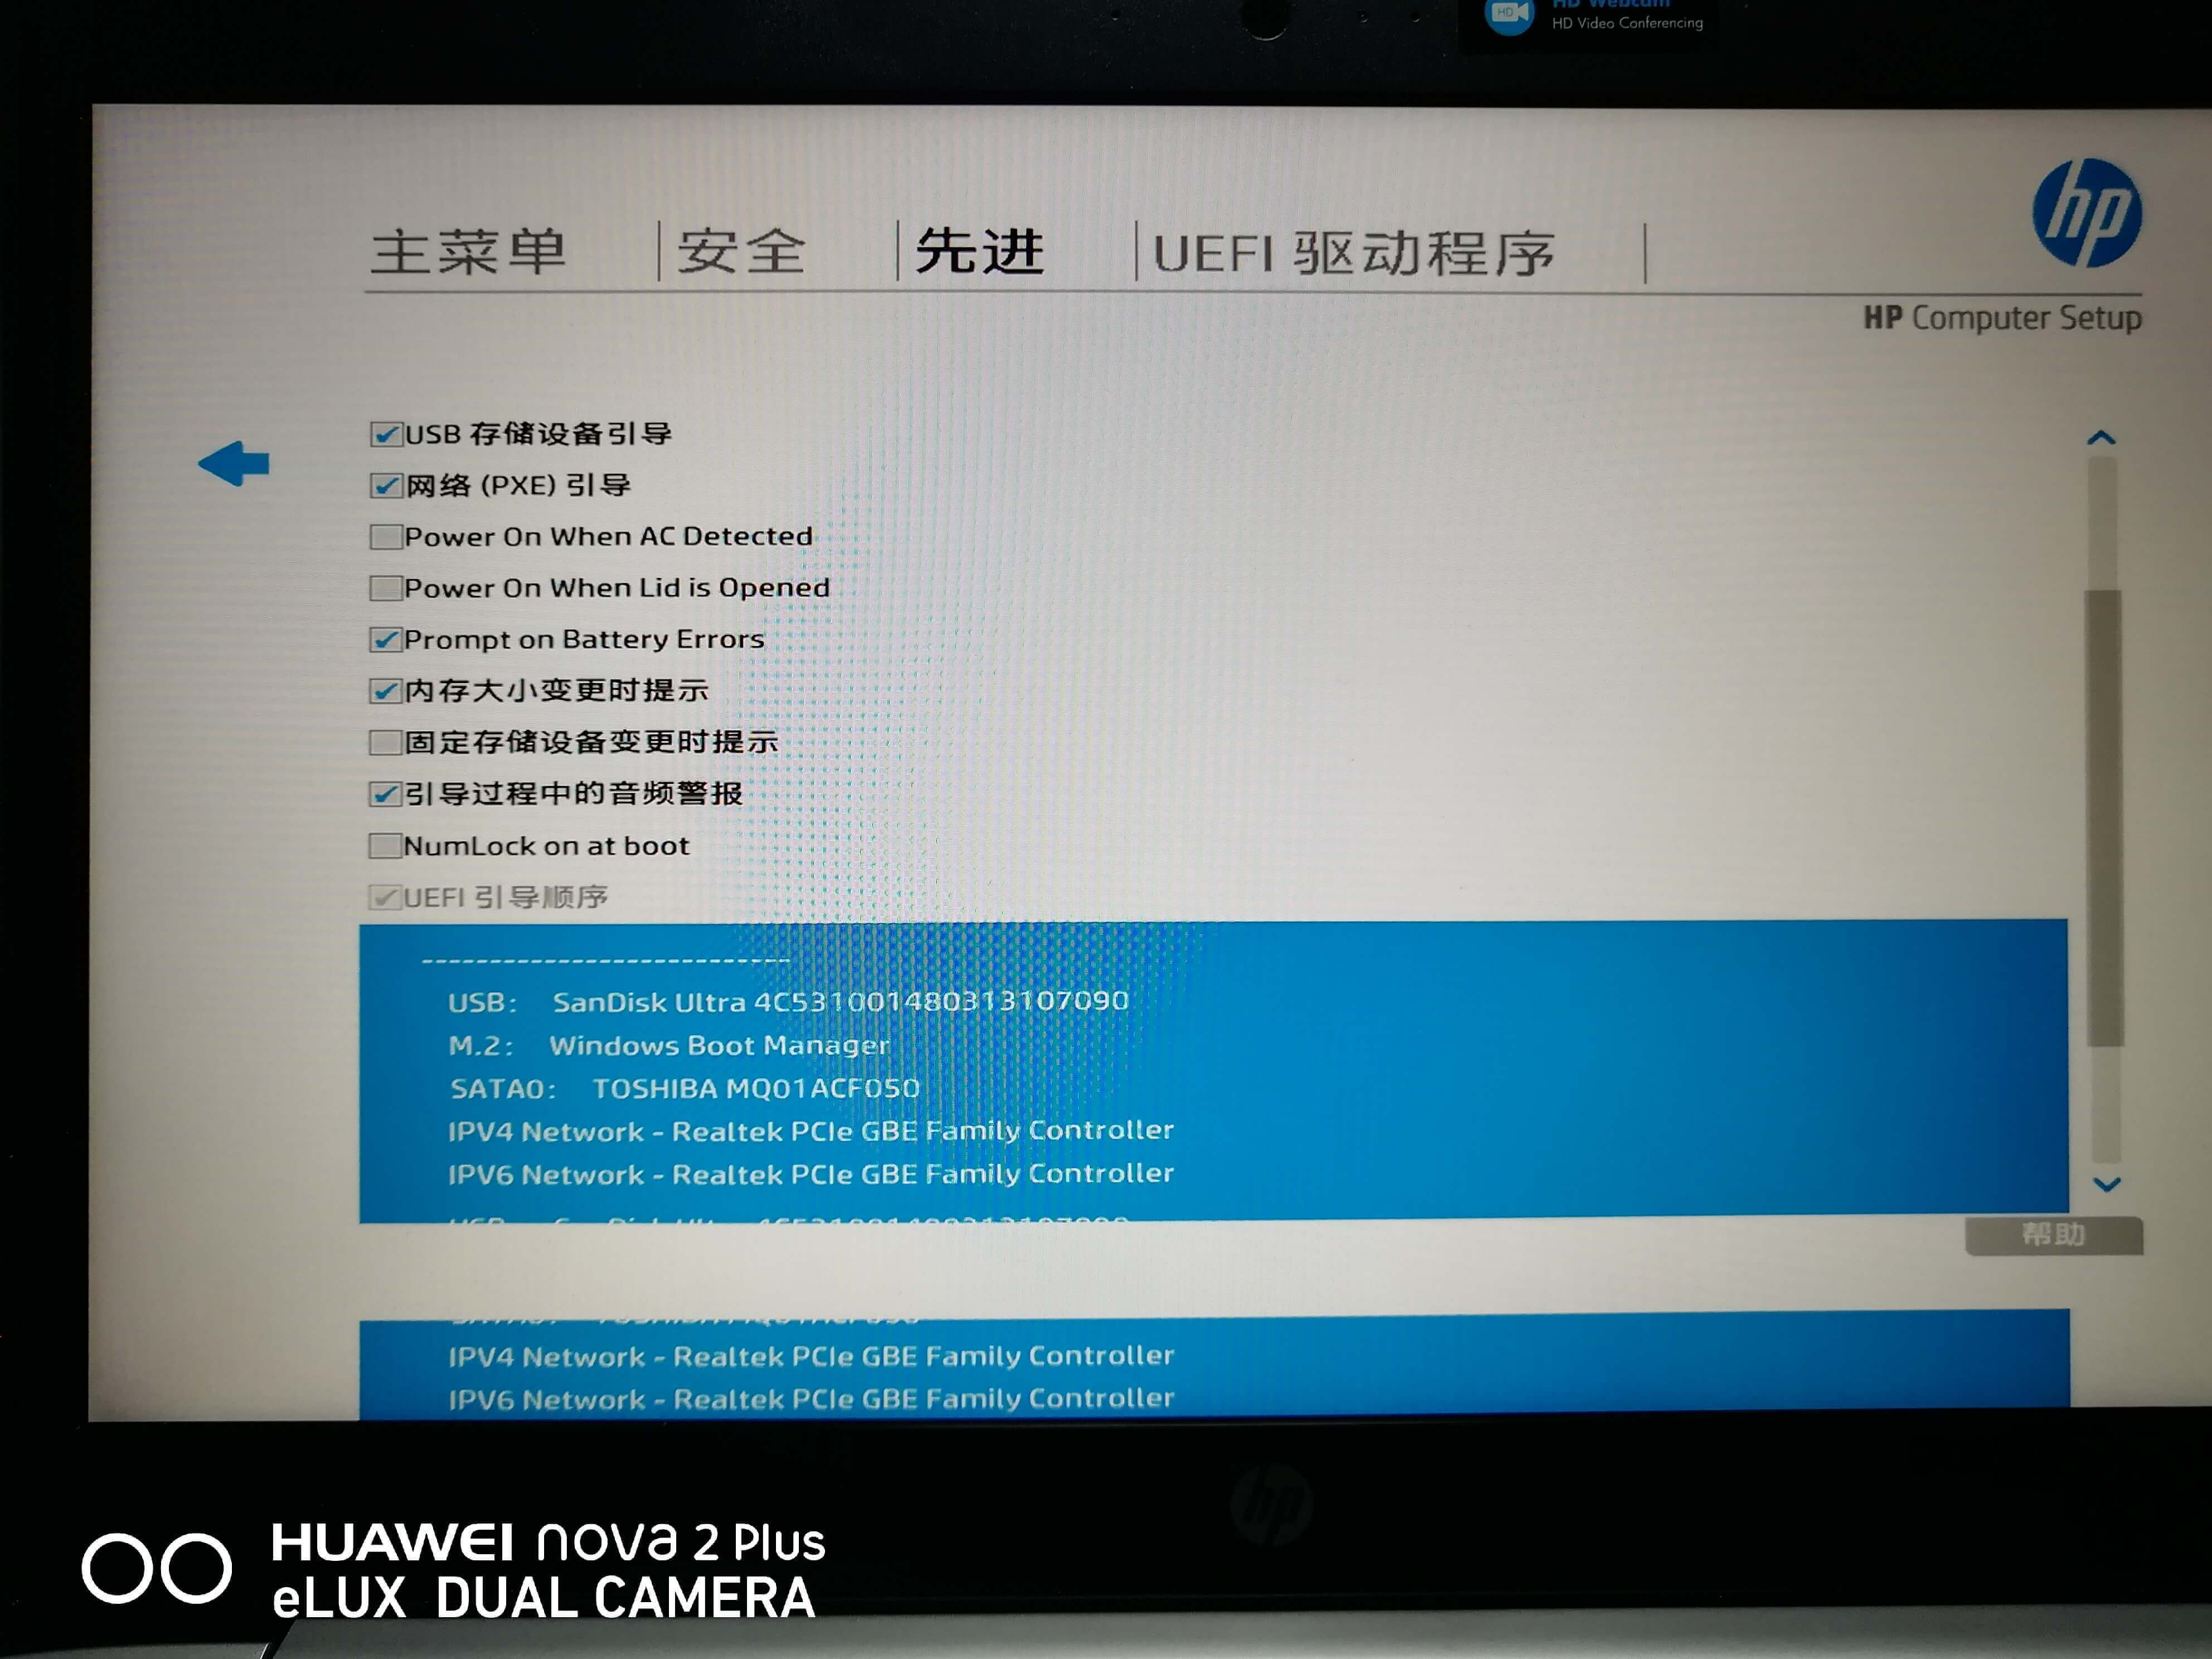 HD Webcam
HD
HD Video Conferencing
hp
主菜单
安全
先进
UEFI 驱动程序
HP Computer Setup
USB 存储设备引导
网络 (PXE) 引导
Power On When AC Detected
Power On When Lid is Opened
Prompt on Battery Errors
内存大小变更时提示
固定存储设备变更时提示
引导过程中的音频警报
NumLock on at boot
UEFI 引导顺序
---------------------------
USB: SanDisk Ultra 4C531001480313107090
M.2: Windows Boot Manager
SATA0: TOSHIBA MQ01ACF050
IPV4 Network - Realtek PCIe GBE Family Controller
IPV6 Network - Realtek PCIe GBE Family Controller
帮助
IPV4 Network - Realtek PCIe GBE Family Controller
IPV6 Network - Realtek PCIe GBE Family Controller
hp
HUAWEI nova 2 Plus
eLUX DUAL CAMERA